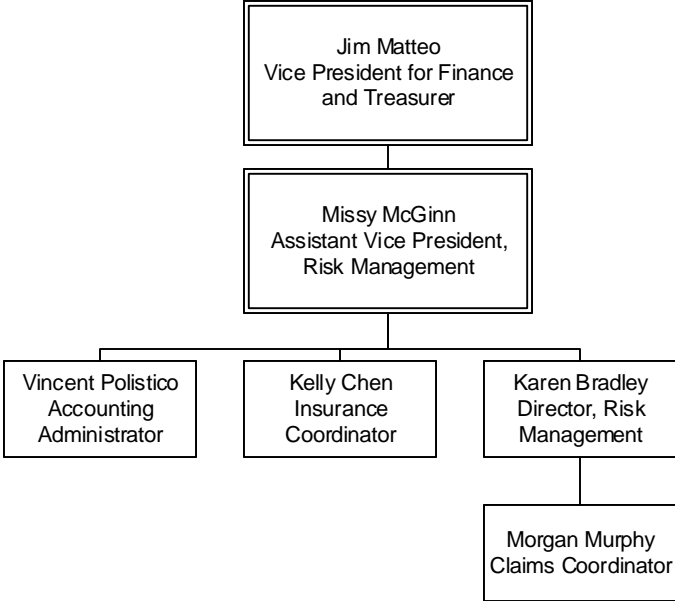 Jim Matteo
Vice President for Finance
and Treasurer
Missy McGinn
Assistant Vice President,
Risk Management
Vincent Polistico
Accounting
Administrator
Kelly Chen
Insurance
Coordinator
Karen Bradley
Director, Risk
Management
Morgan Murphy
Claims Coordinator